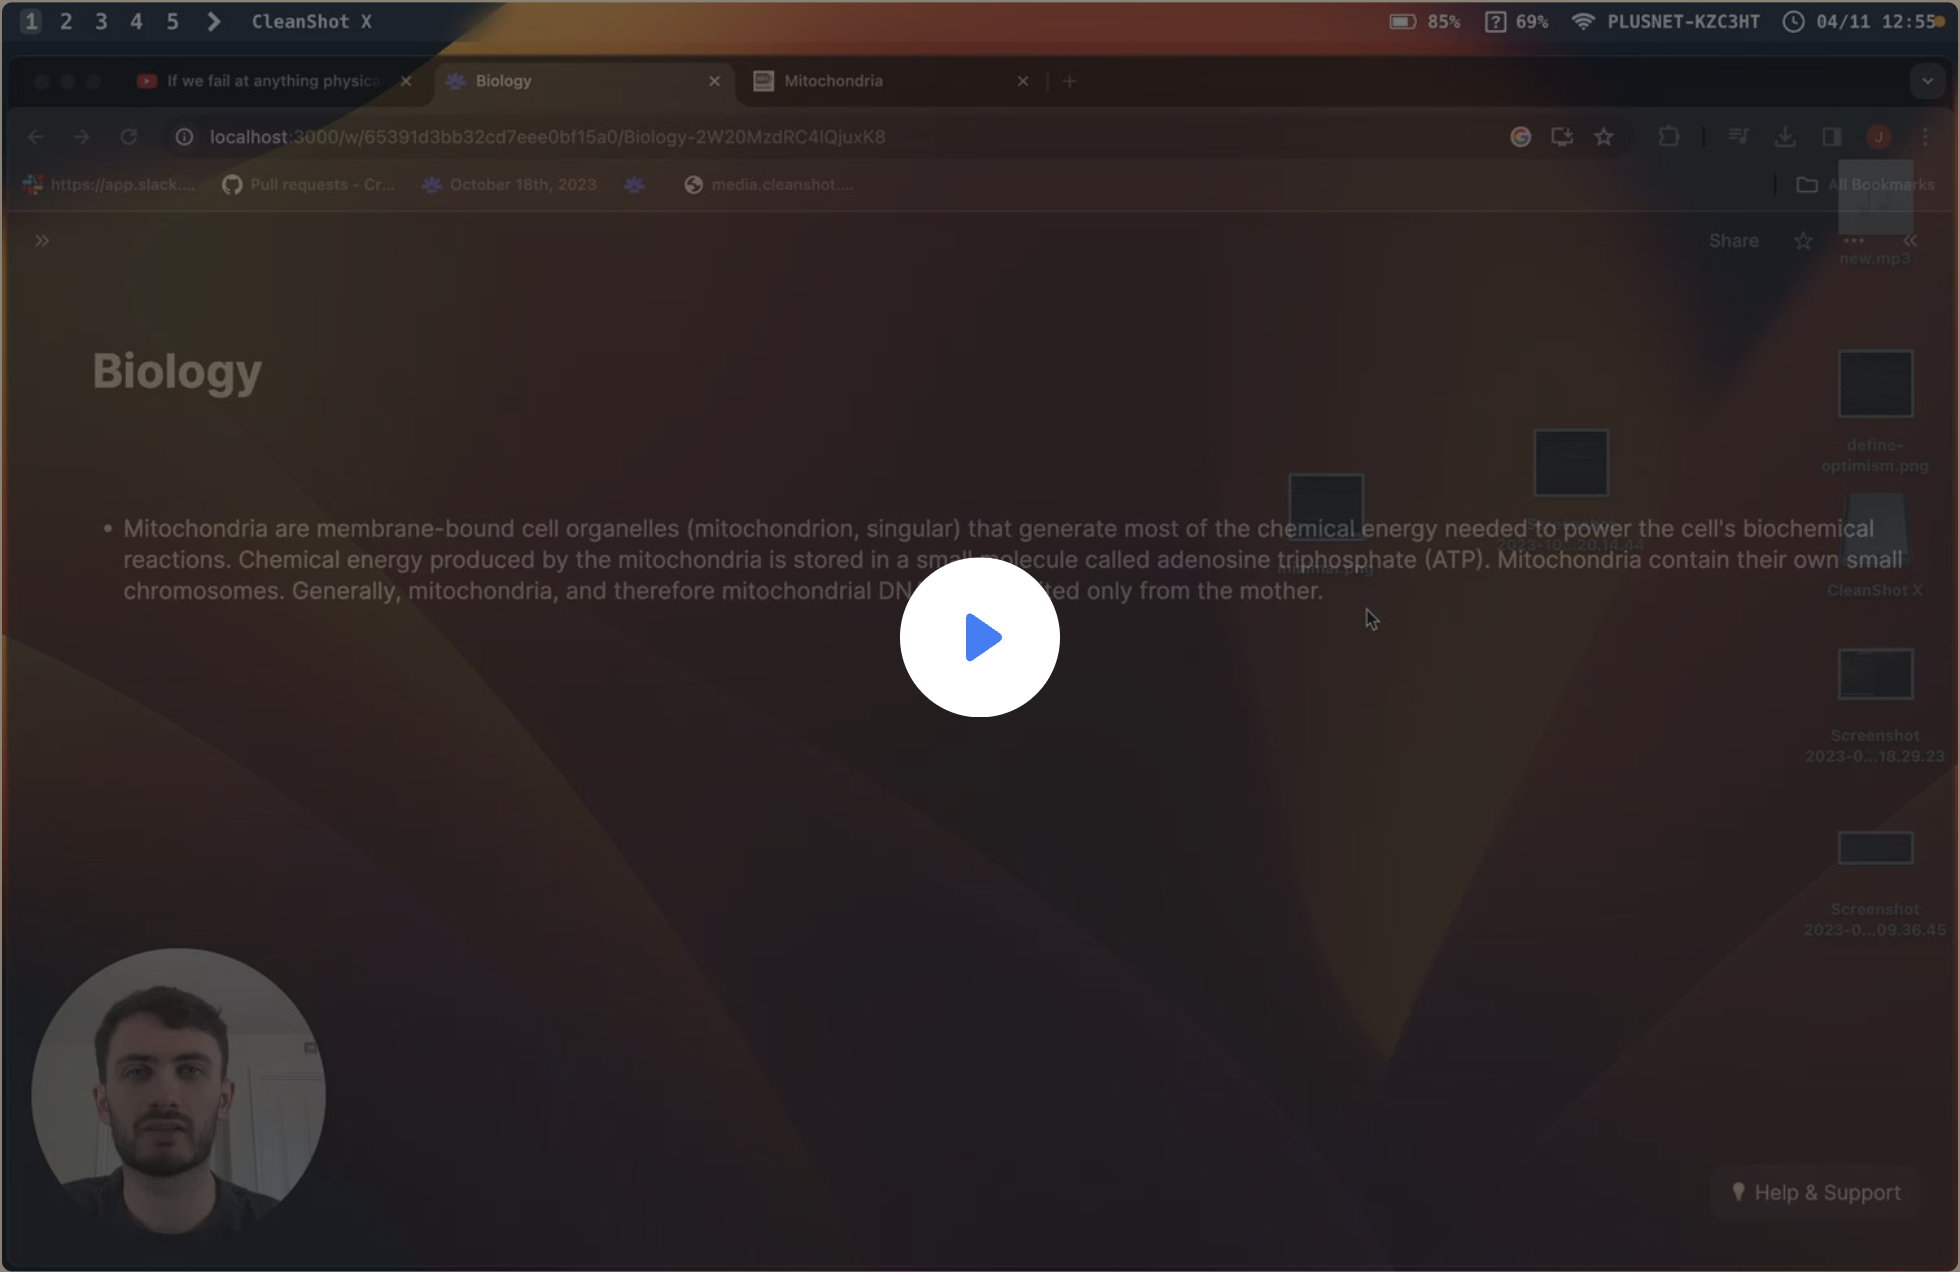 1 2 3 4 5 CleanShot X 85% 69% PLUSNET-KZC3HT 04/11 12:55
If we fail at anything physica Biology Mitochondria
localhost:3000/w/65391d3bb32cd7eee0bf15a0/Biology-2W20MzdRC4lQjuxK8 J
https://app.slack.... Pull requests - Cr... October 18th, 2023 media.cleanshot.... All Bookmarks
Share
new.mp3
Biology
define-
optimism.png
• Mitochondria are membrane-bound cell organelles (mitochondrion, singular) that generate most of the chemical energy needed to power the cell's biochemical
reactions. Chemical energy produced by the mitochondria is stored in a small molecule called adenosine triphosphate (ATP). Mitochondria contain their own small
chromosomes. Generally, mitochondria, and therefore mitochondrial DN ted only from the mother.
CleanShot X
Screenshot
2023-0...18.29.23
Screenshot
2023-0...09.36.45
Help & Support